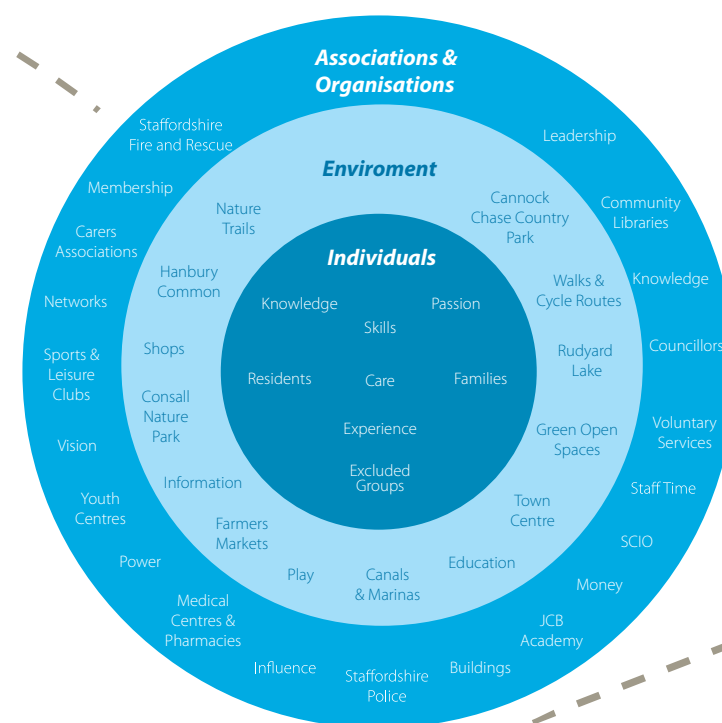 Associations &
Organisations
Staffordshire
Fire and Rescue
Membership
Carers
Associations
Networks
Sports &
Leisure
Clubs
Vision
Youth
Centres
Power
Medical
Centres &
Pharmacies
Influence
Staffordshire
Police
Buildings
JCB
Academy
Money
SCIO
Staff Time
Voluntary
Services
Councillors
Knowledge
Community
Libraries
Leadership
Enviroment
Nature
Trails
Hanbury
Common
Shops
Consall
Nature
Park
Information
Farmers
Markets
Play
Canals
& Marinas
Education
Town
Centre
Green Open
Spaces
Rudyard
Lake
Walks &
Cycle Routes
Cannock
Chase Country
Park
Individuals
Knowledge
Passion
Skills
Residents
Care
Families
Experience
Excluded
Groups